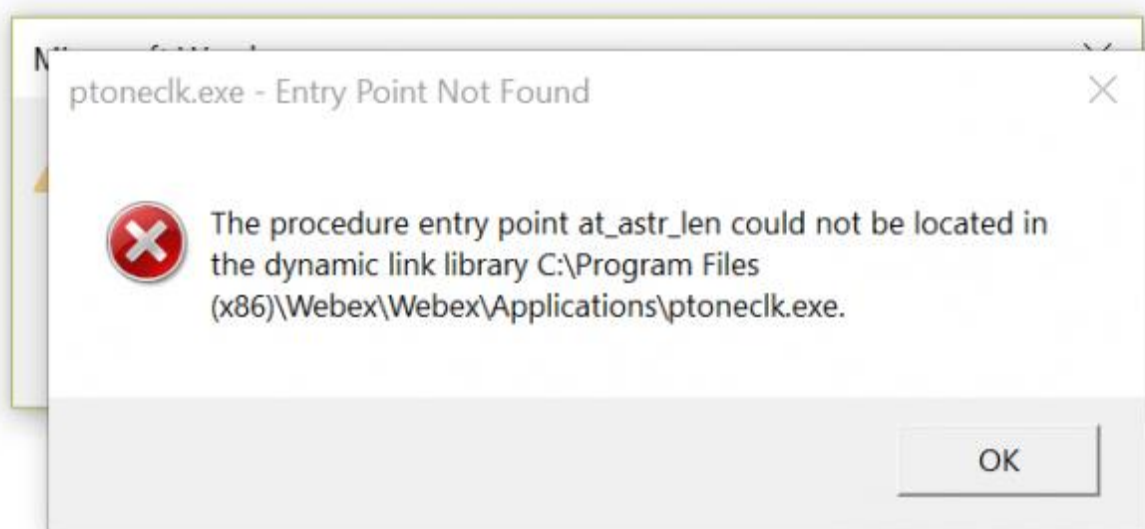 ptoneclk.exe - Entry Point Not Found
The procedure entry point at_astr_len could not be located in
the dynamic link library C:\Program Files
(x86)\Webex\Webex\Applications\ptoneclk.exe.
OK